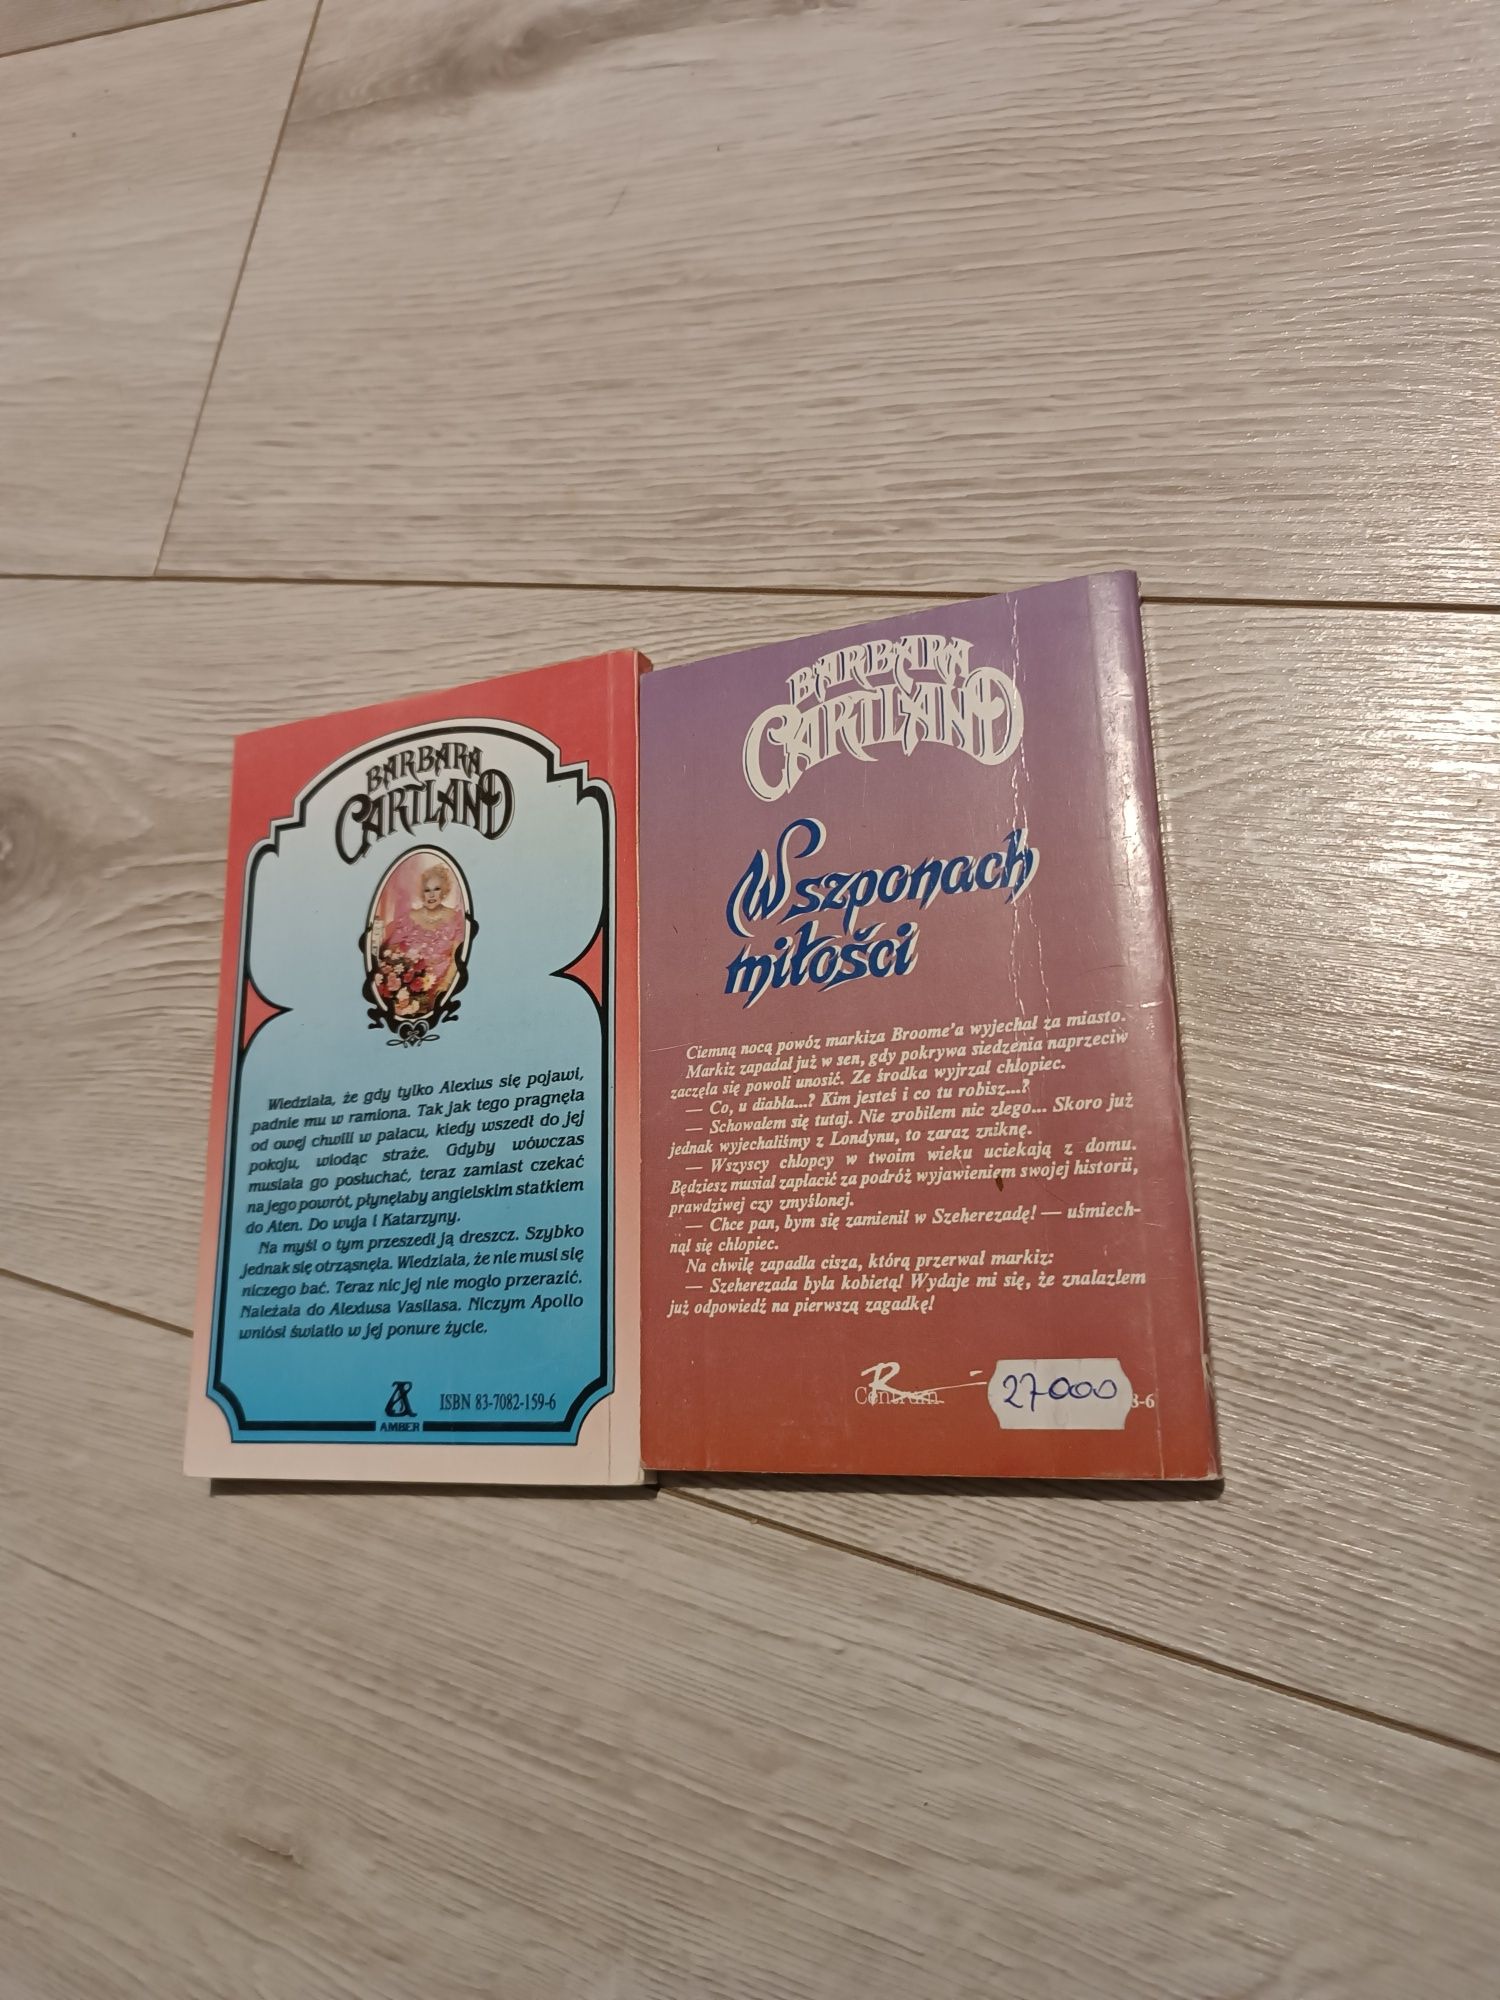 BARBARA
CARTLAND
Wiedziała, że gdy tylko Alexius się pojawi,
padnie mu w ramiona. Tak jak tego pragnęła
od owej chwili w pałacu, kiedy wszedł do jej
pokoju, wiodąc straże. Gdyby wówczas
musiała go posłuchać, teraz zamiast czekać
na jego powrót, płynęłaby angielskim statkiem
do Aten. Do wuja i Katarzyny.
Na myśl o tym przeszedł ją dreszcz. Szybko
jednak się otrząsnęła. Wiedziała, że nie musi się
niczego bać. Teraz nic jej nie mogło przerazić.
Należała do Alexiusa Vasilasa. Niczym Apollo
wniósł światło w jej ponure życie.
AMBER
ISBN 83-7082-159-6
BARBARA
CARTLAND
W szponach
miłości
Ciemną nocą powóz markiza Broome'a wyjechał za miasto.
Markiz zapadał już w sen, gdy pokrywa siedzenia naprzeciw
zaczęła się powoli unosić. Ze środka wyjrzał chłopiec.
— Co, u diabła...? Kim jesteś i co tu robisz...?
— Schowałem się tutaj. Nie zrobiłem nic złego... Skoro już
jednak wyjechaliśmy z Londynu, to zaraz zniknę.
— Wszyscy chłopcy w twoim wieku uciekają z domu.
Będziesz musiał zapłacić za podróż wyjawieniem swojej historii,
prawdziwej czy zmyślonej.
— Chce pan, bym się zamienił w Szeherezadę! — uśmiech-
nął się chłopiec.
Na chwilę zapadła cisza, którą przerwał markiz:
— Szeherezada była kobietą! Wydaje mi się, że znalazłem
już odpowiedź na pierwszą zagadkę!
R
Centrum
27000
3-6